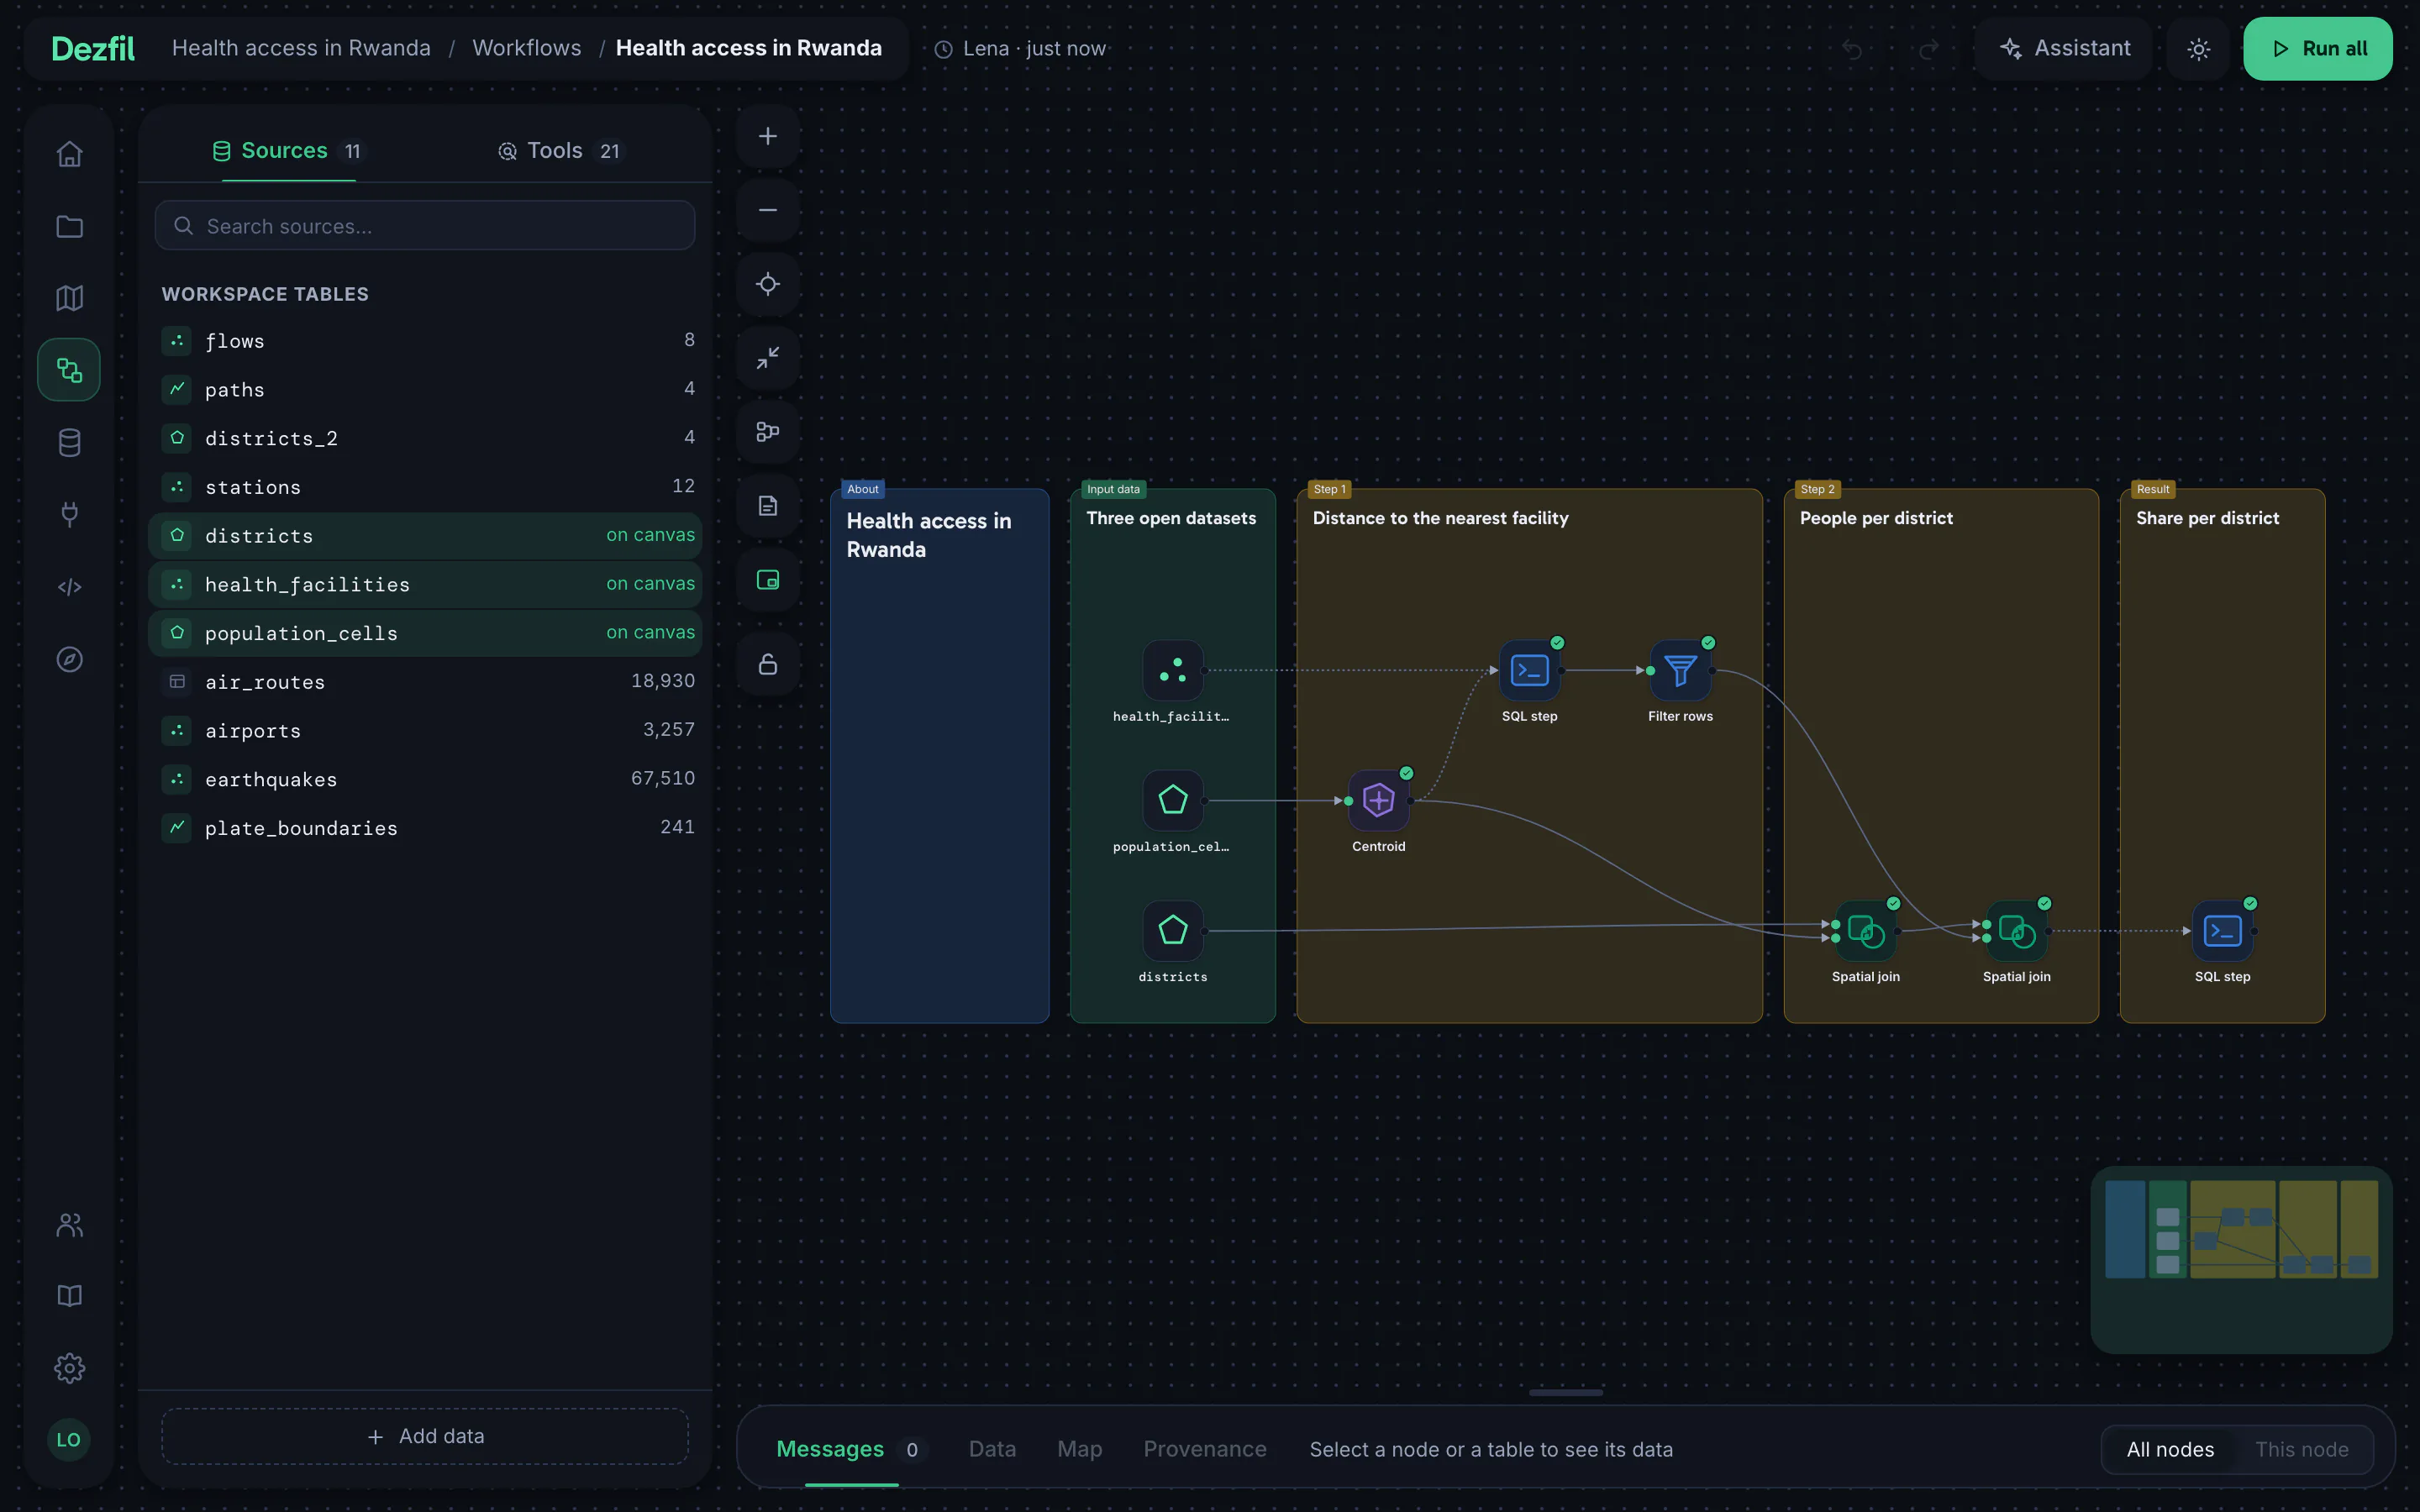 Dezfil
Health access in Rwanda / Workflows / Health access in Rwanda
Lena · just now
Assistant
Run all
Sources 11
Tools 21
Search sources...
WORKSPACE TABLES
flows 8
paths 4
districts_2 4
stations 12
districts on canvas
health_facilities on canvas
population_cells on canvas
air_routes 18,930
airports 3,257
earthquakes 67,510
plate_boundaries 241
Add data
LO
About
Health access in
Rwanda
Input data
Three open datasets
health_facilit…
population_cel…
districts
Step 1
Distance to the nearest facility
SQL step
Filter rows
Centroid
Step 2
People per district
Spatial join
Spatial join
Result
Share per district
SQL step
Messages 0
Data
Map
Provenance
Select a node or a table to see its data
All nodes
This node